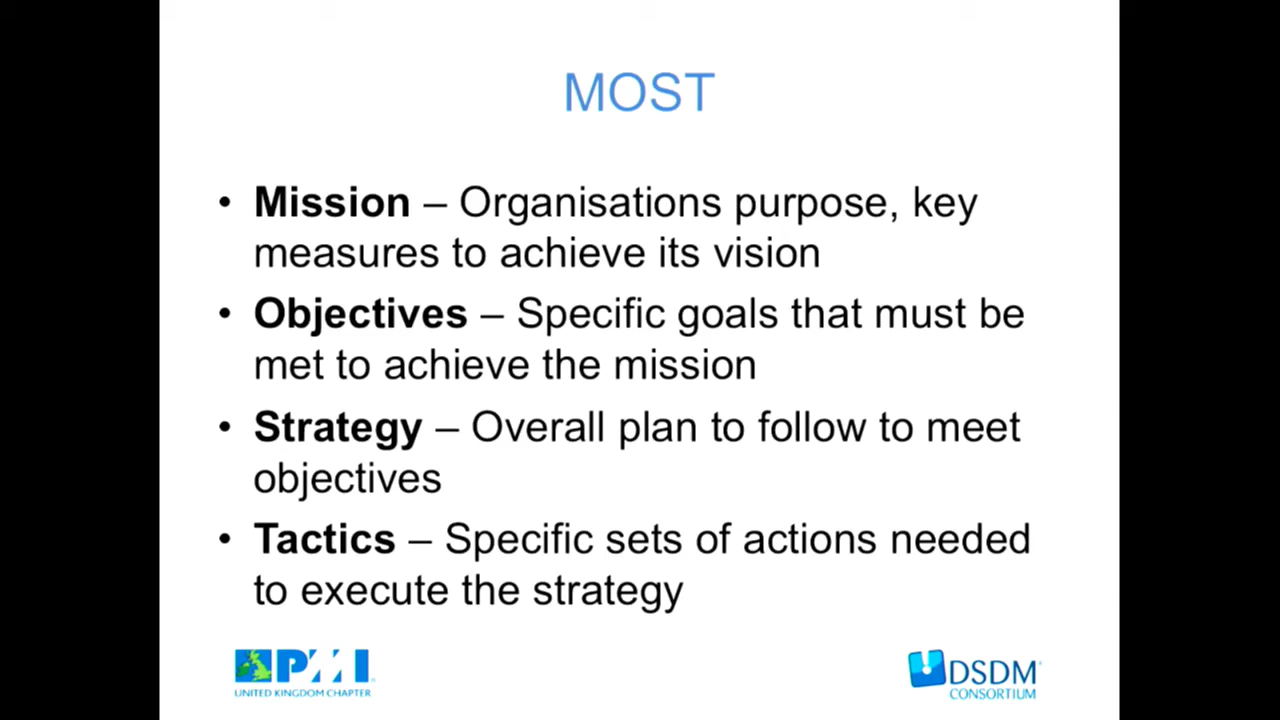 MOST
• Mission – Organisations purpose, key
measures to achieve its vision
• Objectives – Specific goals that must be
met to achieve the mission
• Strategy – Overall plan to follow to meet
objectives
• Tactics – Specific sets of actions needed
to execute the strategy
PMI
UNITED KINGDOM CHAPTER
DSDM
CONSORTIUM